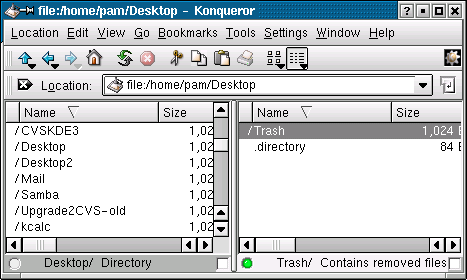 file:/home/pam/Desktop - Konqueror
Location Edit View Go Bookmarks Tools Settings Window Help
Location: file:/home/pam/Desktop
Name Size
/CVSKDE3 1,02
/Desktop 1,02
/Desktop2 1,02
/Mail 1,02
/Samba 1,02
/Upgrade2CVS-old 1,02
/kcalc 1,02
Desktop/ Directory
Name Size
/Trash 1,024 B
.directory 84 B
Trash/ Contains removed files